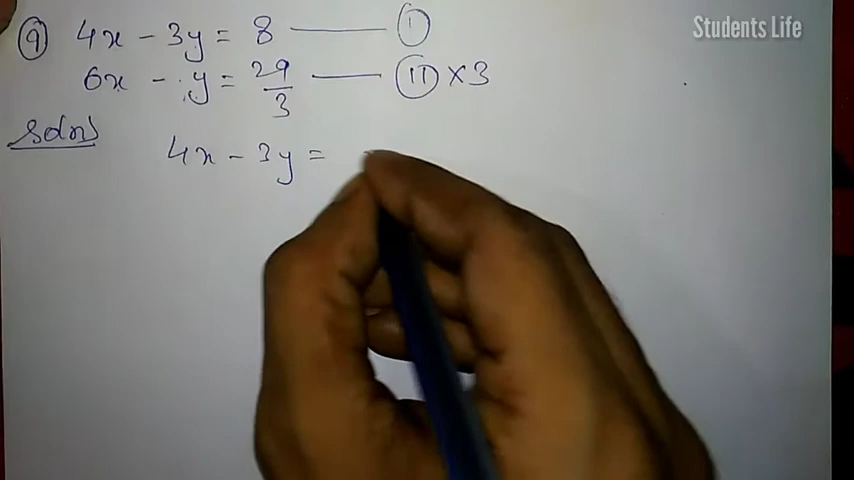 Students Life
9 4x - 3y = 8 —— I
6x - y = 29/3 —— II × 3
Soln
4x - 3y =